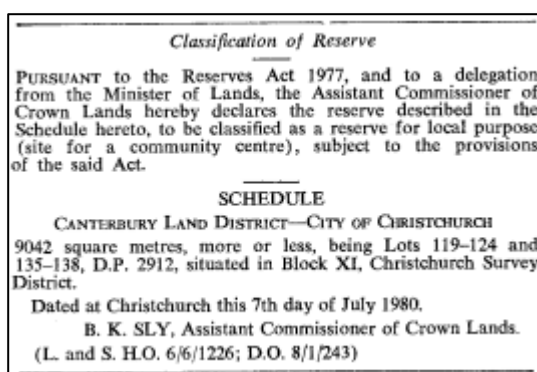 Classification of Reserve
PURSUANT to the Reserves Act 1977, and to a delegation
from the Minister of Lands, the Assistant Commissioner of
Crown Lands hereby declares the reserve described in the
Schedule hereto, to be classified as a reserve for local purpose
(site for a community centre), subject to the provisions
of the said Act.
SCHEDULE
CANTERBURY LAND DISTRICT—CITY OF CHRISTCHURCH
9042 square metres, more or less, being Lots 119–124 and
135–138, D.P. 2912, situated in Block XI, Christchurch Survey
District.
Dated at Christchurch this 7th day of July 1980.
B. K. SLY, Assistant Commissioner of Crown Lands.
(L. and S. H.O. 6/6/1226; D.O. 8/1/243)